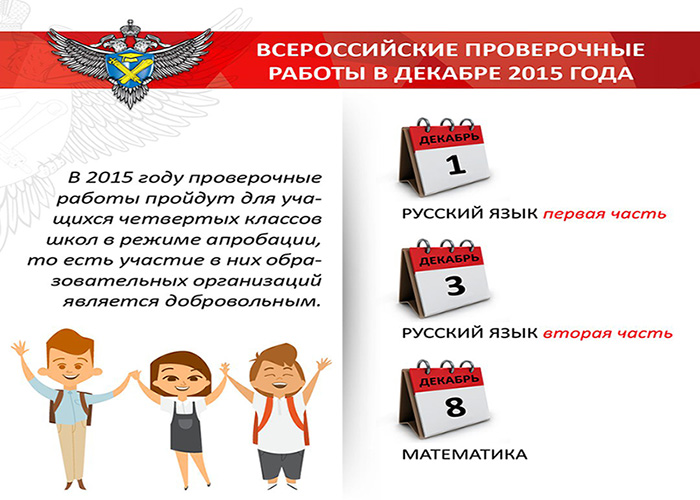 ВСЕРОССИЙСКИЕ ПРОВЕРОЧНЫЕ
РАБОТЫ В ДЕКАБРЕ 2015 ГОДА
В 2015 году проверочные
работы пройдут для уча-
щихся четвертых классов
школ в режиме апробации,
то есть участие в них обра-
зовательных организаций
является добровольным.
ДЕКАБРЬ
1
РУССКИЙ ЯЗЫК первая часть
ДЕКАБРЬ
3
РУССКИЙ ЯЗЫК вторая часть
ДЕКАБРЬ
8
МАТЕМАТИКА